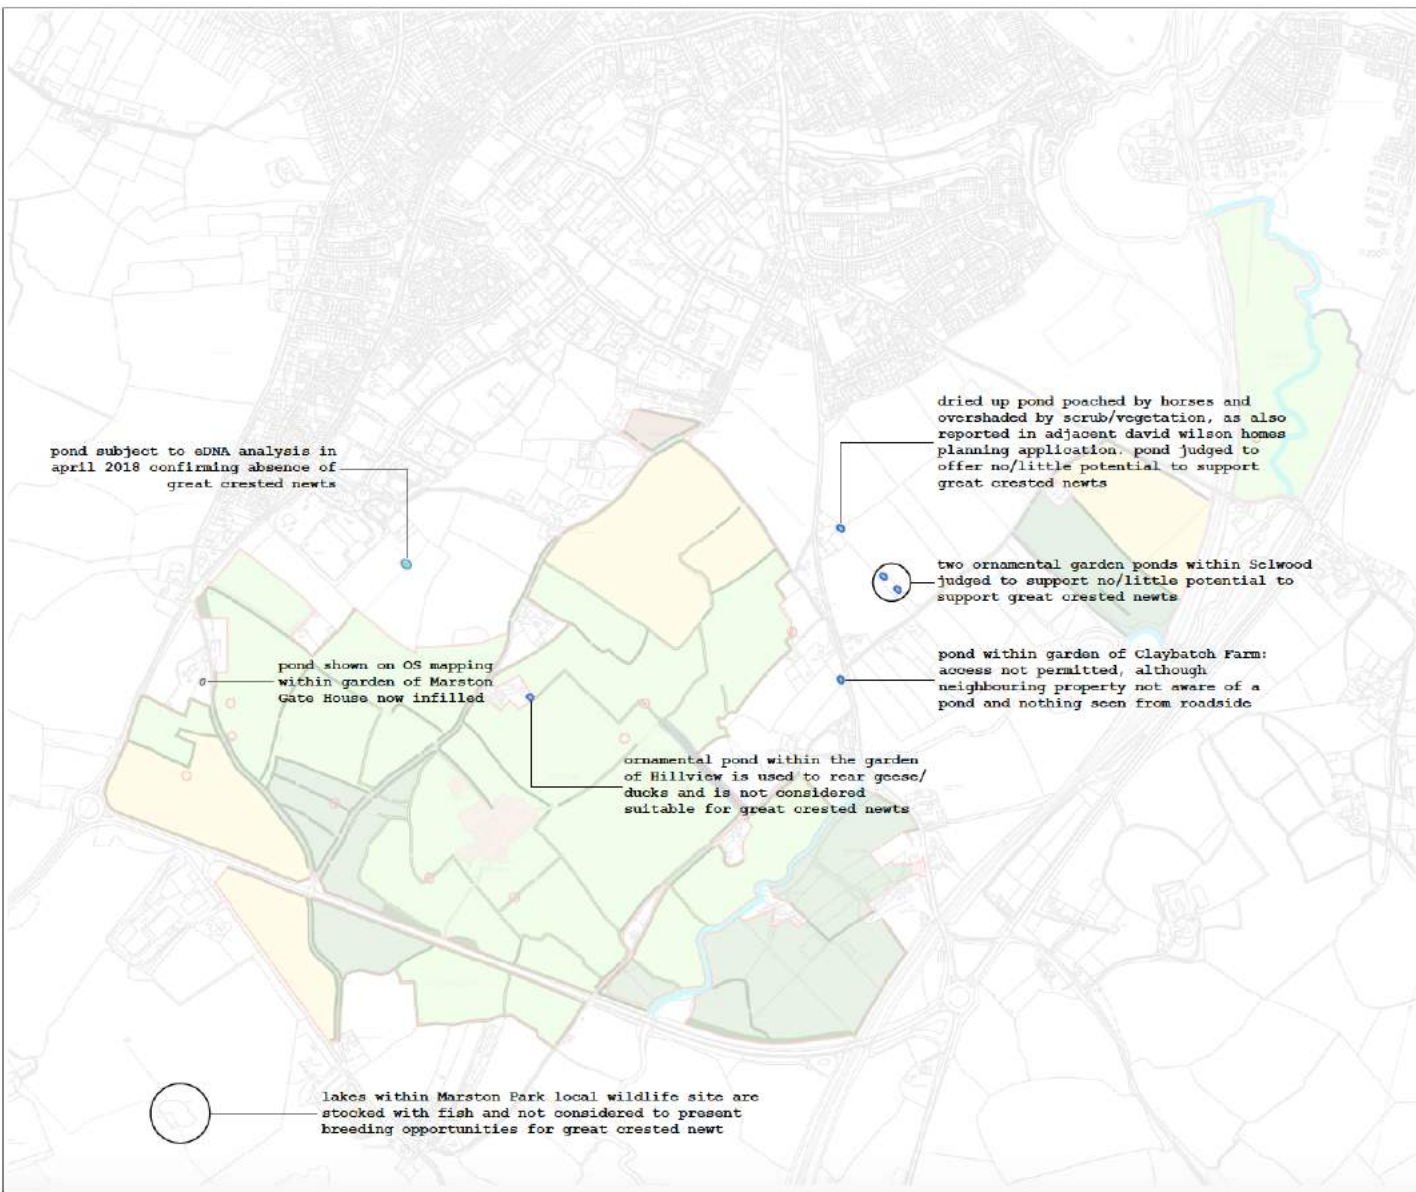 dried up pond poached by horses and
overshaded by scrub/vegetation, as also
reported in adjacent david wilson homes
planning application. pond judged to
offer no/little potential to support
great crested newts
pond subject to eDNA analysis in
april 2018 confirming absence of
great crested newts
two ornamental garden ponds within Selwood
judged to support no/little potential to
support great crested newts
pond within garden of Claybatch Farm:
access not permitted, although
neighbouring property not aware of a
pond and nothing seen from roadside
pond shown on OS mapping
within garden of Marston
Gate House now infilled
ornamental pond within the garden
of Hillview is used to rear geese/
ducks and is not considered
suitable for great crested newts
lakes within Marston Park local wildlife site are
stocked with fish and not considered to present
breeding opportunities for great crested newt